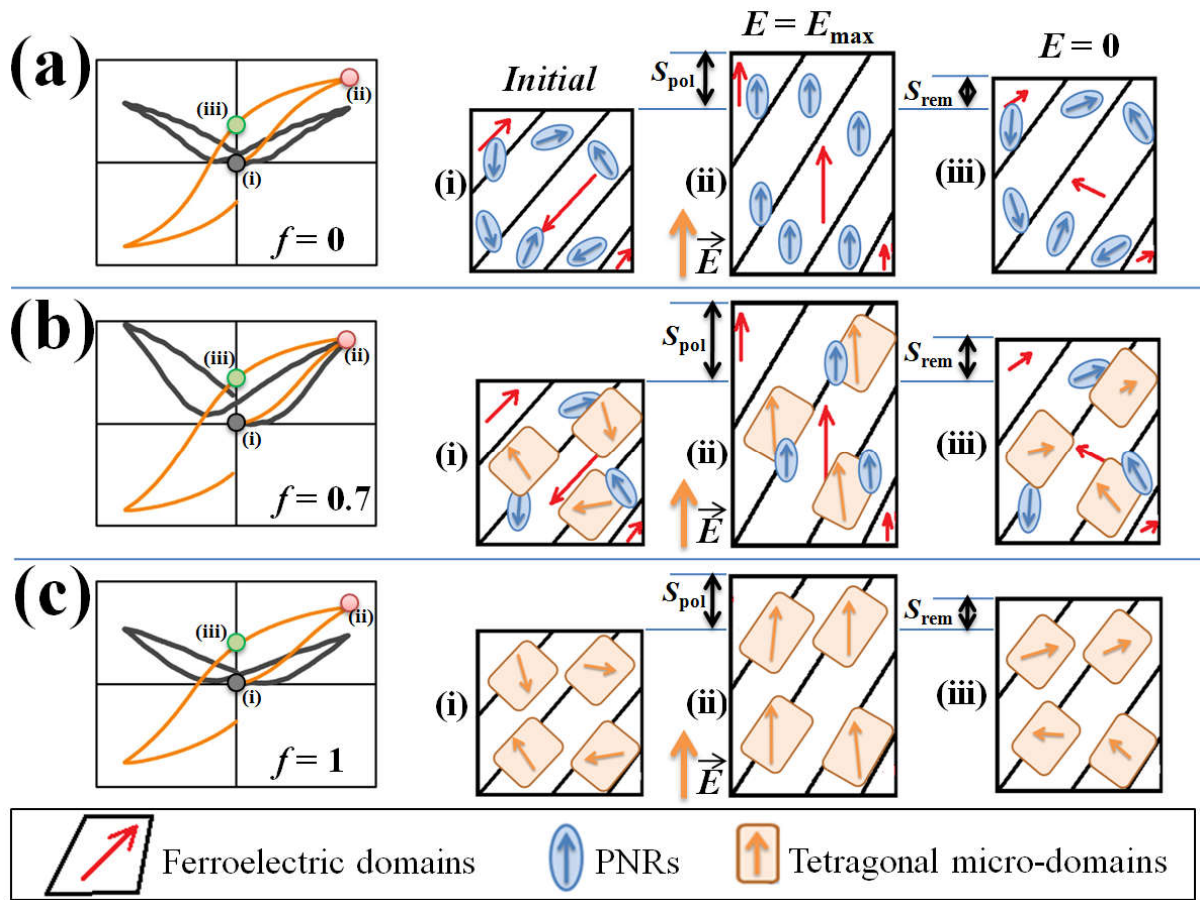 (a)
(iii)
(ii)
(i)
f = 0
Initial
(i)
E = Emax
Spol
(ii)
E
E = 0
Srem
(iii)
(b)
(iii)
(ii)
(i)
f = 0.7
(i)
Spol
(ii)
E
Srem
(iii)
(c)
(iii)
(ii)
(i)
f = 1
(i)
Spol
(ii)
E
Srem
(iii)
Ferroelectric domains
PNRs
Tetragonal micro-domains